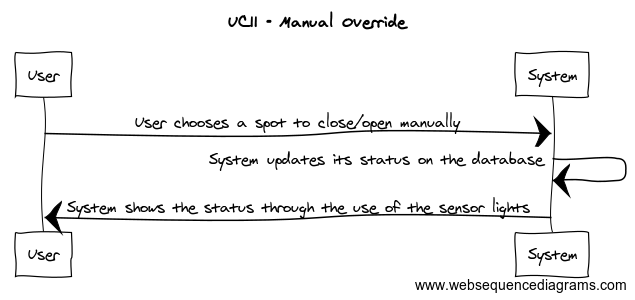 UC11 - Manual Override
User
System
User chooses a spot to close/open manually
System updates its status on the database
System shows the status through the use of the sensor lights
User
System
www.websequencediagrams.com